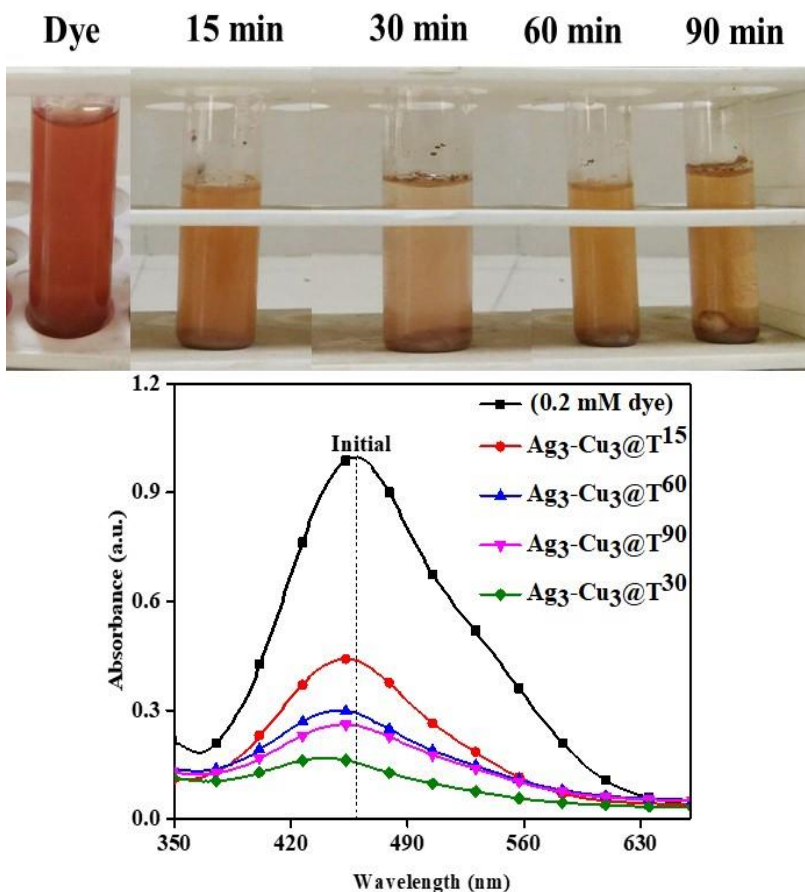 Dye 15 min 30 min 60 min 90 min
1.2
0.9
0.6
0.3
0.0
Absorbance (a.u.)
Initial
(0.2 mM dye)
Ag3-Cu3@T15
Ag3-Cu3@T60
Ag3-Cu3@T90
Ag3-Cu3@T30
350 420 490 560 630
Wavelength (nm)